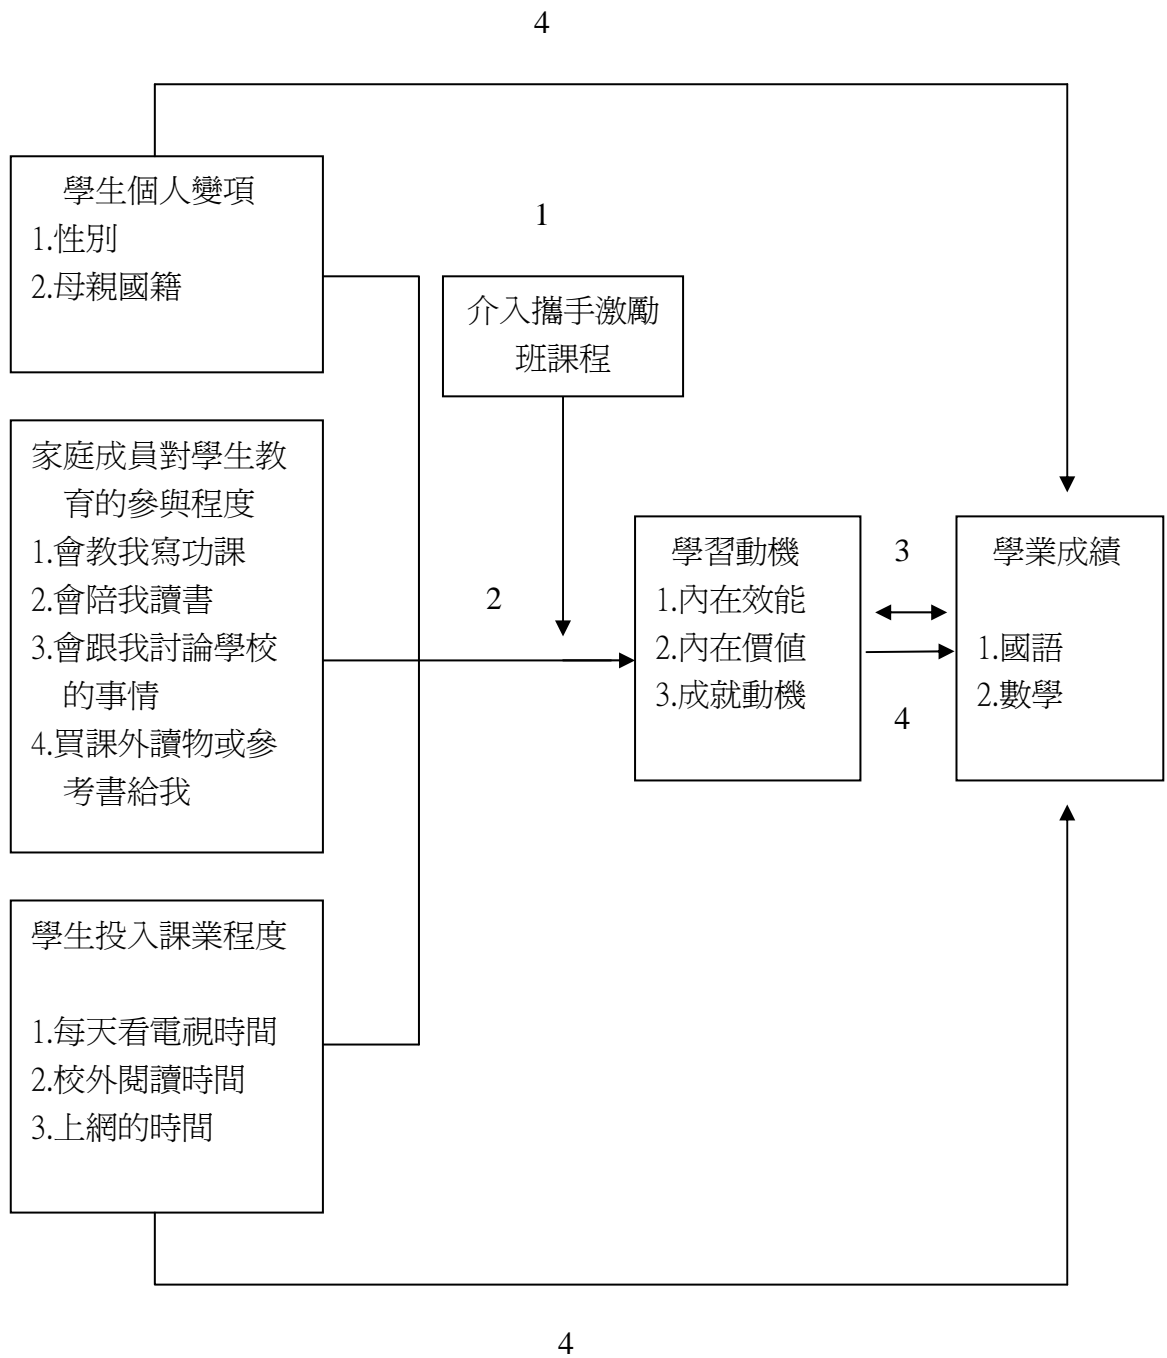 4
學生個人變項
1.性別
2.母親國籍
1
介入攜手激勵
班課程
家庭成員對學生教
育的參與程度
1.會教我寫功課
2.會陪我讀書
3.會跟我討論學校
的事情
4.買課外讀物或參
考書給我
2
學習動機
1.內在效能
2.內在價值
3.成就動機
3
4
學業成績
1.國語
2.數學
學生投入課業程度
1.每天看電視時間
2.校外閱讀時間
3.上網的時間
4